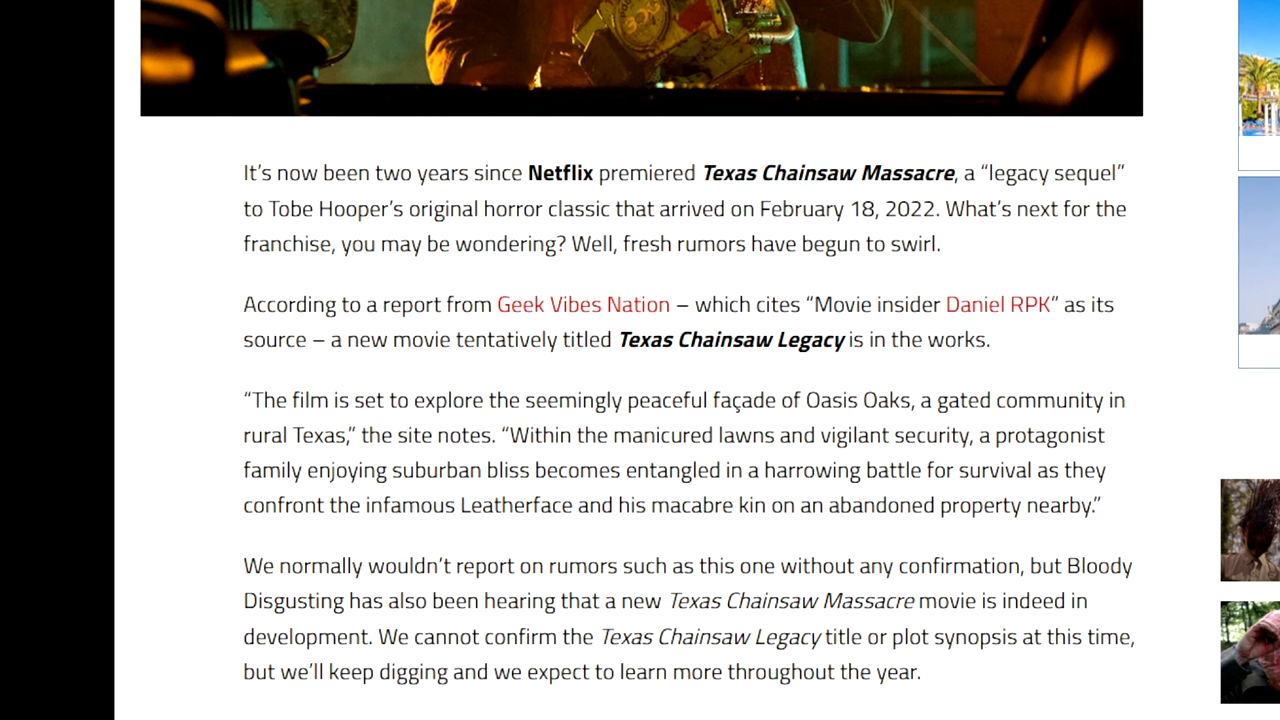 It's now been two years since Netflix premiered Texas Chainsaw Massacre, a “legacy sequel”
to Tobe Hooper's original horror classic that arrived on February 18, 2022. What's next for the
franchise, you may be wondering? Well, fresh rumors have begun to swirl.
According to a report from Geek Vibes Nation – which cites “Movie insider Daniel RPK” as its
source – a new movie tentatively titled Texas Chainsaw Legacy is in the works.
“The film is set to explore the seemingly peaceful façade of Oasis Oaks, a gated community in
rural Texas,” the site notes. “Within the manicured lawns and vigilant security, a protagonist
family enjoying suburban bliss becomes entangled in a harrowing battle for survival as they
confront the infamous Leatherface and his macabre kin on an abandoned property nearby.”
We normally wouldn't report on rumors such as this one without any confirmation, but Bloody
Disgusting has also been hearing that a new Texas Chainsaw Massacre movie is indeed in
development. We cannot confirm the Texas Chainsaw Legacy title or plot synopsis at this time,
but we'll keep digging and we expect to learn more throughout the year.